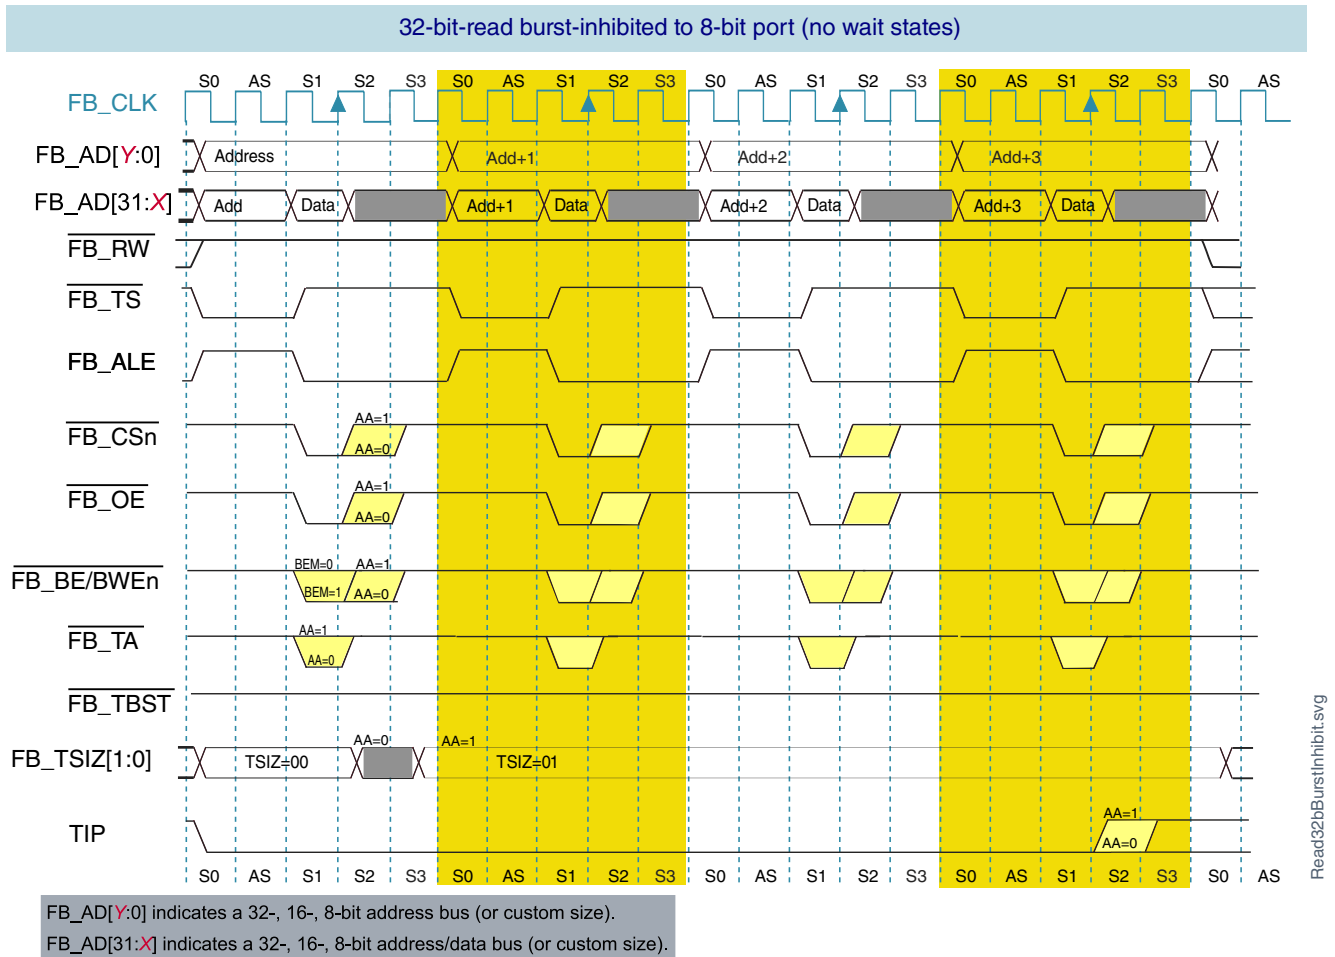 32-bit-read burst-inhibited to 8-bit port (no wait states)
S0 AS S1 S2 S3 S0 AS S1 S2 S3 S0 AS S1 S2 S3 S0 AS S1 S2 S3 S0 AS
FB_CLK
FB_AD[Y:0] Address Add+1 Add+2 Add+3
FB_AD[31:X] Add Data Add+1 Data Add+2 Data Add+3 Data
FB_RW
FB_TS
FB_ALE
AA=1
FB_CSn
AA=0
AA=1
FB_OE
AA=0
BEM=0 AA=1
FB_BE/BWEn
BEM=1 AA=0
AA=1
FB_TA
AA=0
FB_TBST
AA=0 AA=1
FB_TSIZ[1:0] TSIZ=00 TSIZ=01
AA=1
TIP
AA=0
S0 AS S1 S2 S3 S0 AS S1 S2 S3 S0 AS S1 S2 S3 S0 AS S1 S2 S3 S0 AS
FB_AD[Y:0] indicates a 32-, 16-, 8-bit address bus (or custom size).
FB_AD[31:X] indicates a 32-, 16-, 8-bit address/data bus (or custom size).
Read32bBurstInhibit.svg